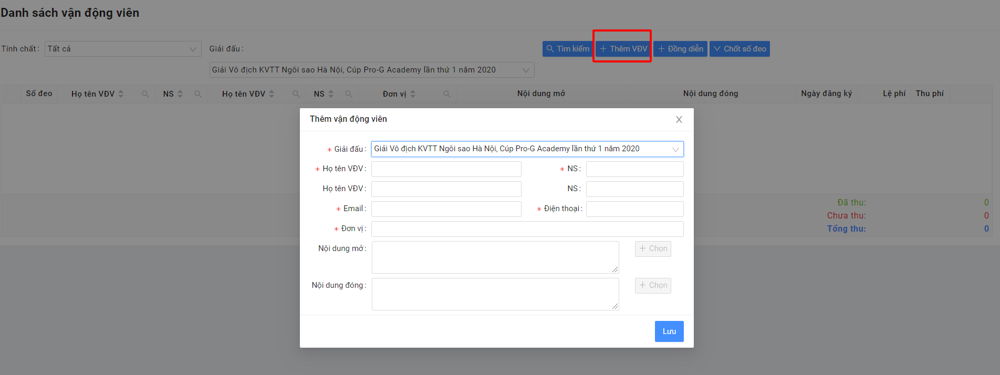 Danh sách vận động viên
Tính chất: Tất cả Giải đấu: Tìm kiếm + Thêm VĐV + Đồng diễn Chốt số đeo
Giải Vô địch KVTT Ngôi sao Hà Nội, Cúp Pro-G Academy lần thứ 1 năm 2020
Số đeo Họ tên VĐV NS Họ tên VĐV NS Đơn vị Nội dung mở Nội dung đóng Ngày đăng ký Lệ phí Thu phí
Thêm vận động viên
* Giải đấu: Giải Vô địch KVTT Ngôi sao Hà Nội, Cúp Pro-G Academy lần thứ 1 năm 2020
* Họ tên VĐV: * NS:
Họ tên VĐV: NS:
* Email: * Điện thoại:
* Đơn vị:
Nội dung mở: + Chọn
Nội dung đóng: + Chọn
Lưu
Đã thu: 0
Chưa thu: 0
Tổng thu: 0